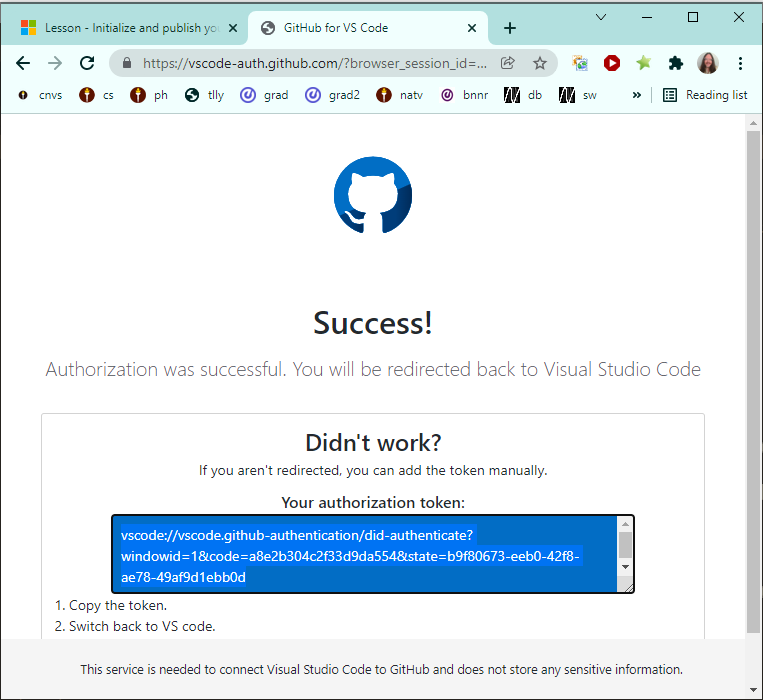 Lesson - Initialize and publish you
GitHub for VS Code
https://vscode-auth.github.com/?browser_session_id=...
cnvs cs ph tlly grad grad2 natv bnnr db sw » Reading list
Success!
Authorization was successful. You will be redirected back to Visual Studio Code
Didn't work?
If you aren't redirected, you can add the token manually.
Your authorization token:
vscode://vscode.github-authentication/did-authenticate?
windowid=1&code=a8e2b304c2f33d9da554&state=b9f80673-eeb0-42f8-
ae78-49af9d1ebb0d
1. Copy the token.
2. Switch back to VS code.
This service is needed to connect Visual Studio Code to GitHub and does not store any sensitive information.